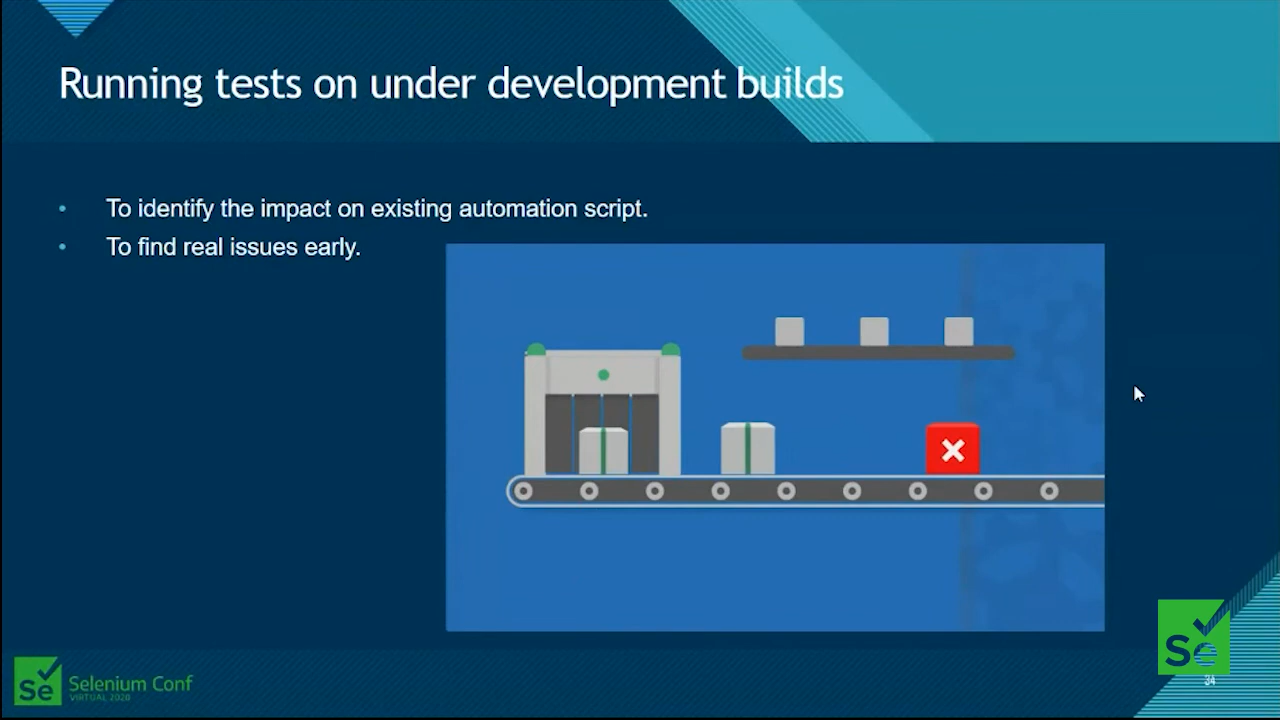 Running tests on under development builds
• To identify the impact on existing automation script.
• To find real issues early.
Se
34
Se Selenium Conf
VIRTUAL 2020